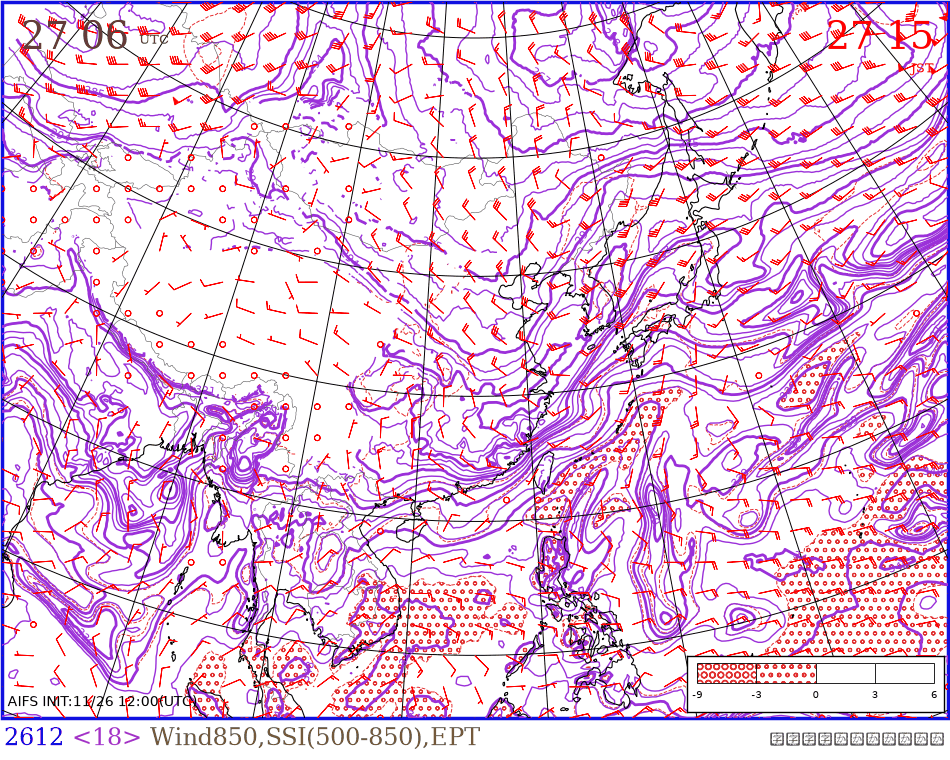 27 06 UTC
27 15
JST
AIFS INIT:11/26 12:00(UTC)
-9 -3 0 3 6
2612 <18> Wind850,SSI(500-850),EPT